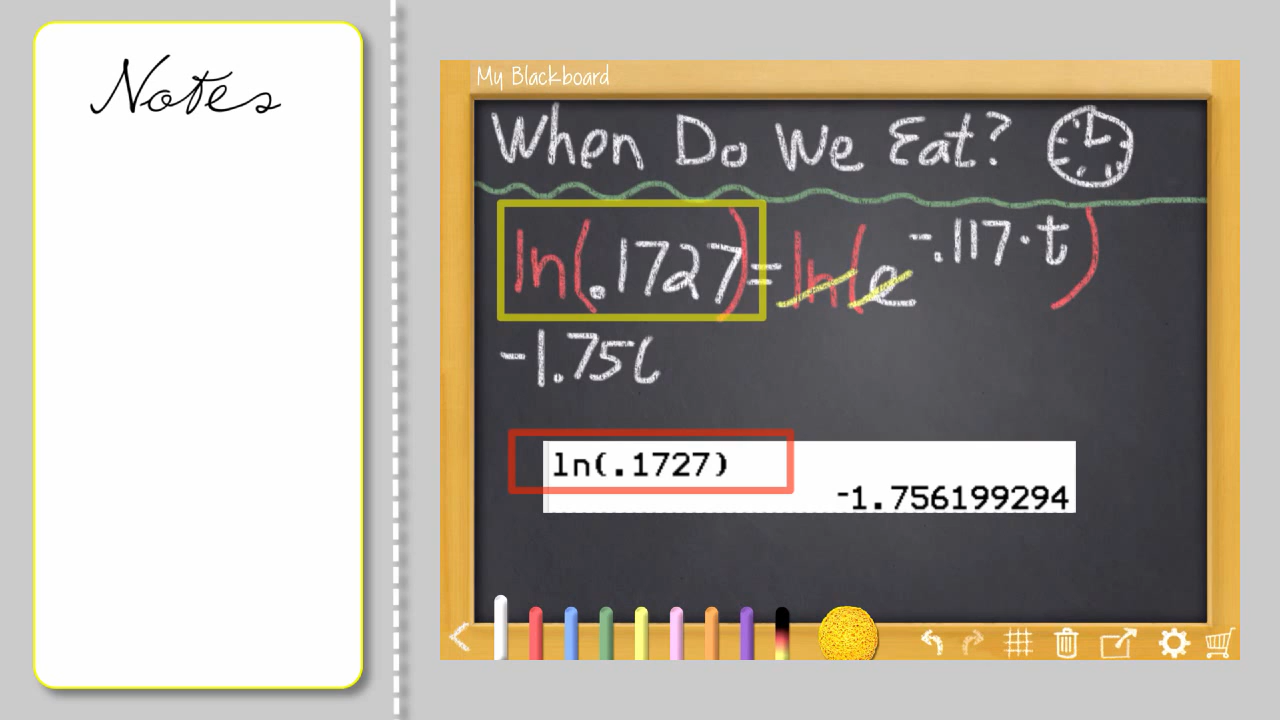 Notes
My Blackboard
When Do We Eat?
ln(.1727)=ln(e^-.117·t)
-1.756
ln(.1727)
-1.756199294